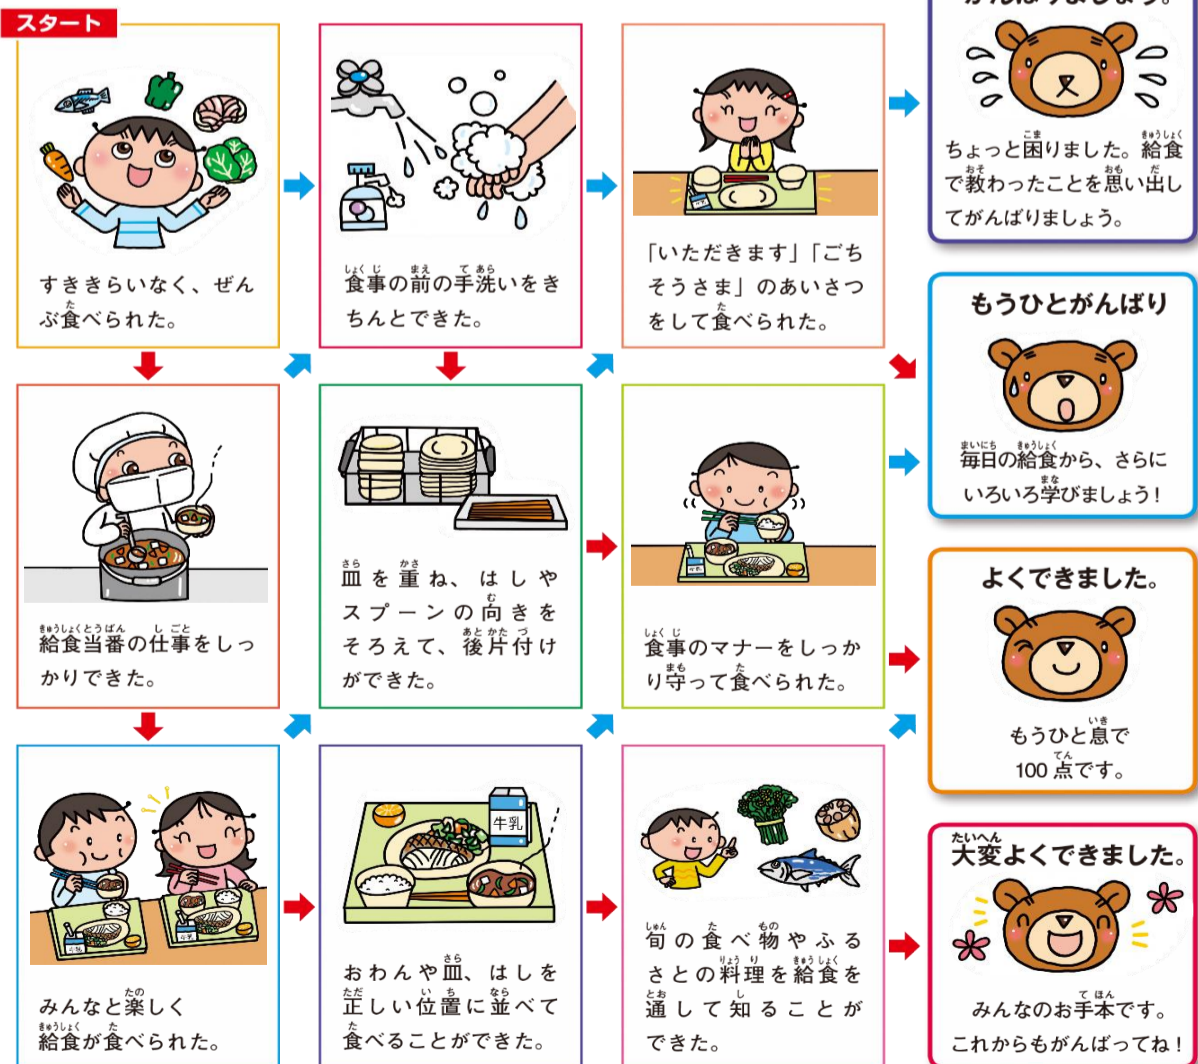 スタート
すききらいなく、ぜん
ぶ食べられた。
食事の前の手洗いをき
ちんとできた。
「いただきます」「ごち
そうさま」のあいさつ
をして食べられた。
ちょっと困りました。給食
で教わったことを思い出し
てがんばりましょう。
もうひとがんばり
毎日の給食から、さらに
いろいろ学びましょう!
給食当番の仕事をしっ
かりできた。
皿を重ね、はしや
スプーンの向きを
そろえて、後片付け
ができた。
食事のマナーをしっか
り守って食べられた。
よくできました。
もうひと息で
100点です。
みんなと楽しく
給食が食べられた。
牛乳
おわんや皿、はしを
正しい位置に並べて
食べることができた。
旬の食べ物やふる
さとの料理を給食を
通して知ることが
できた。
大変よくできました。
みんなのお手本です。
これからもがんばってね!